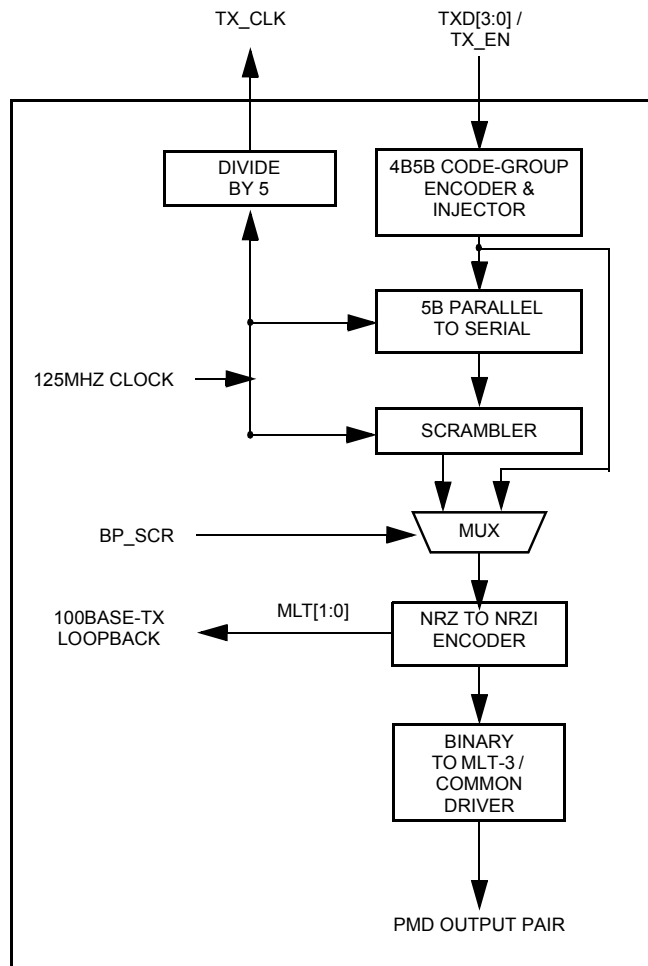 TX_CLK
TXD[3:0] /
TX_EN
DIVIDE
BY 5
4B5B CODE-GROUP
ENCODER &
INJECTOR
5B PARALLEL
TO SERIAL
125MHZ CLOCK
SCRAMBLER
BP_SCR
MUX
100BASE-TX
LOOPBACK
MLT[1:0]
NRZ TO NRZI
ENCODER
BINARY
TO MLT-3 /
COMMON
DRIVER
PMD OUTPUT PAIR